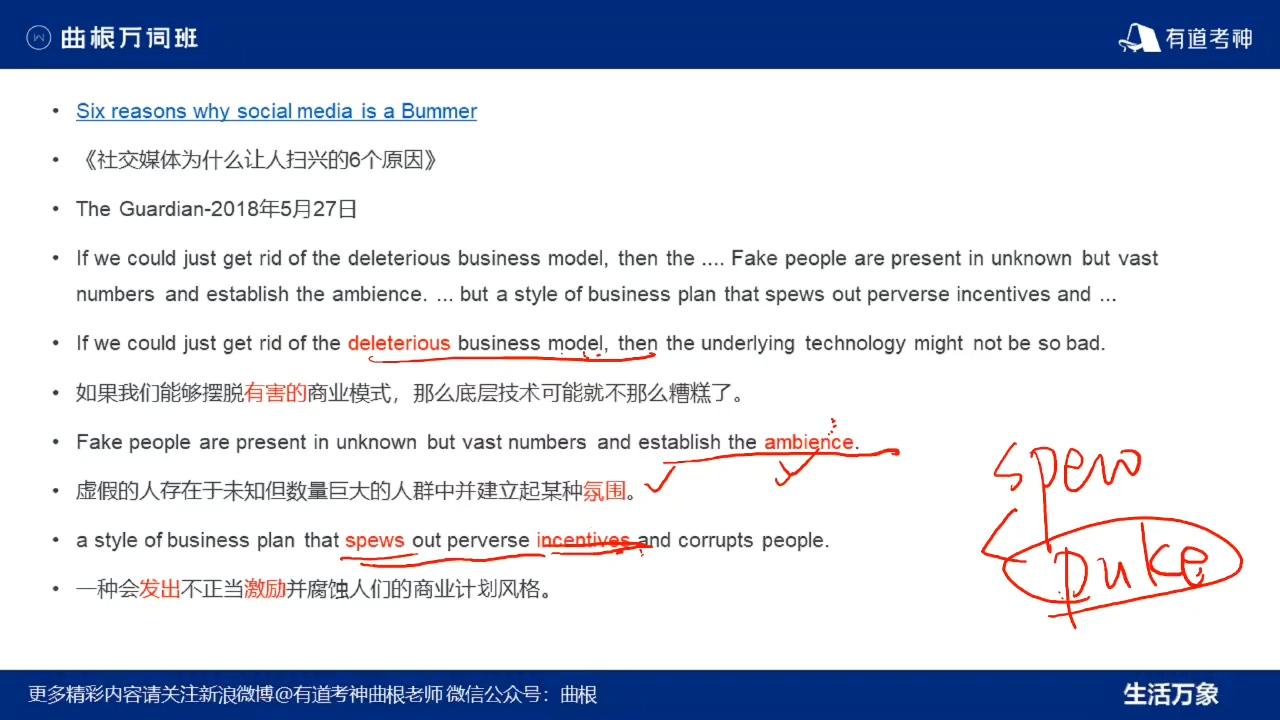 曲根万词班
有道考神
Six reasons why social media is a Bummer
《社交媒体为什么让人扫兴的6个原因》
The Guardian-2018年5月27日
If we could just get rid of the deleterious business model, then the .... Fake people are present in unknown but vast
numbers and establish the ambience. ... but a style of business plan that spews out perverse incentives and ...
If we could just get rid of the deleterious business model, then the underlying technology might not be so bad.
如果我们能够摆脱有害的商业模式，那么底层技术可能就不那么糟糕了。
Fake people are present in unknown but vast numbers and establish the ambience.
虚假的人存在于未知但数量巨大的人群中并建立起某种氛围。
a style of business plan that spews out perverse incentives and corrupts people.
一种会发出不正当激励并腐蚀人们的商业计划风格。
spew
puke
更多精彩内容请关注新浪微博@有道考神曲根老师 微信公众号：曲根
生活万象